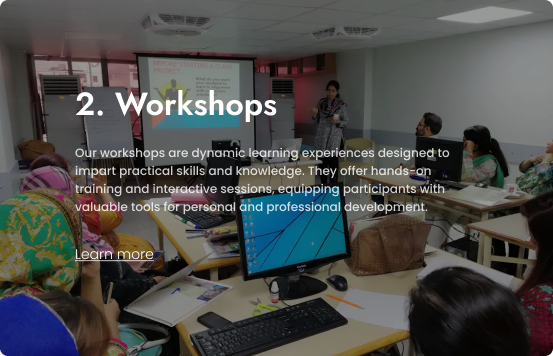 2. Workshops
Our workshops are dynamic learning experiences designed to
impart practical skills and knowledge. They offer hands-on
training and interactive sessions, equipping participants with
valuable tools for personal and professional development.
Learn more